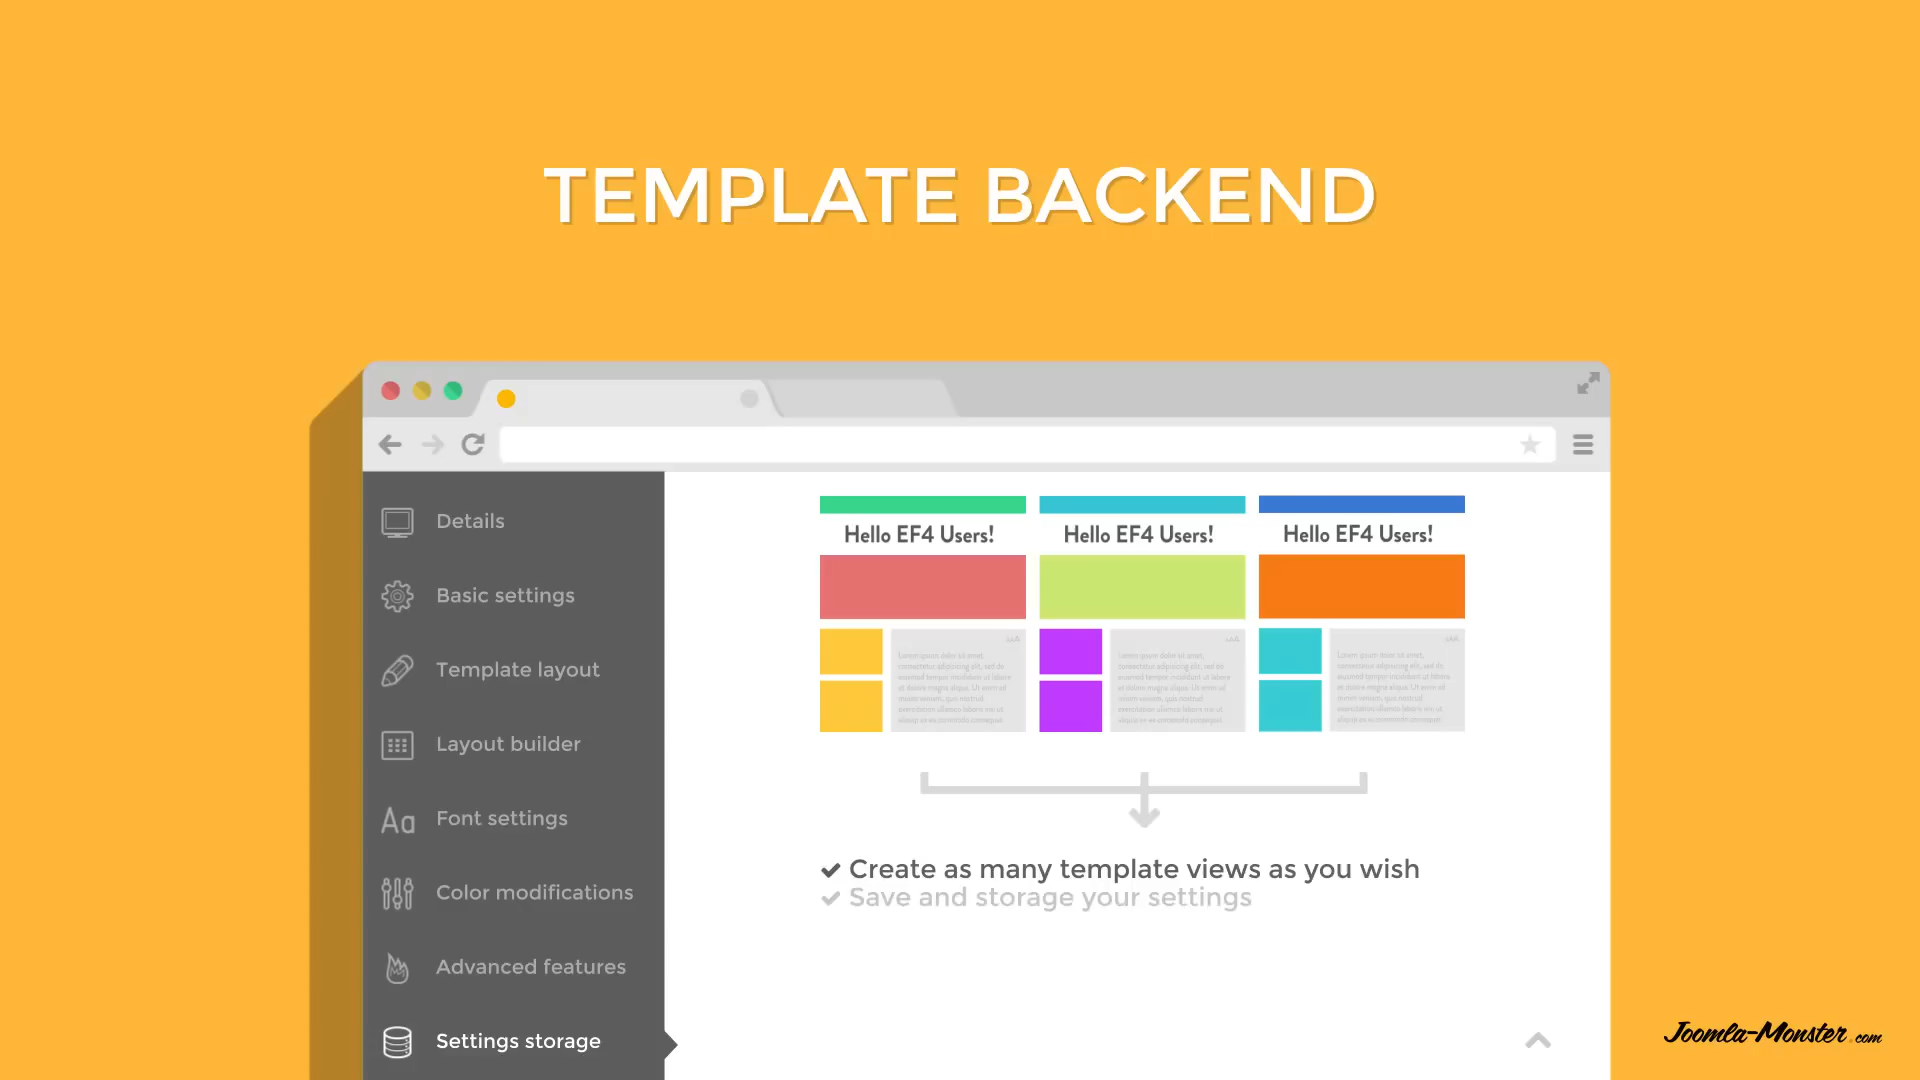 TEMPLATE BACKEND
Details
Basic settings
Template layout
Layout builder
Font settings
Color modifications
Advanced features
Settings storage
Hello EF4 Users!
Hello EF4 Users!
Hello EF4 Users!
Create as many template views as you wish
Save and storage your settings
Joomla-Monster.com